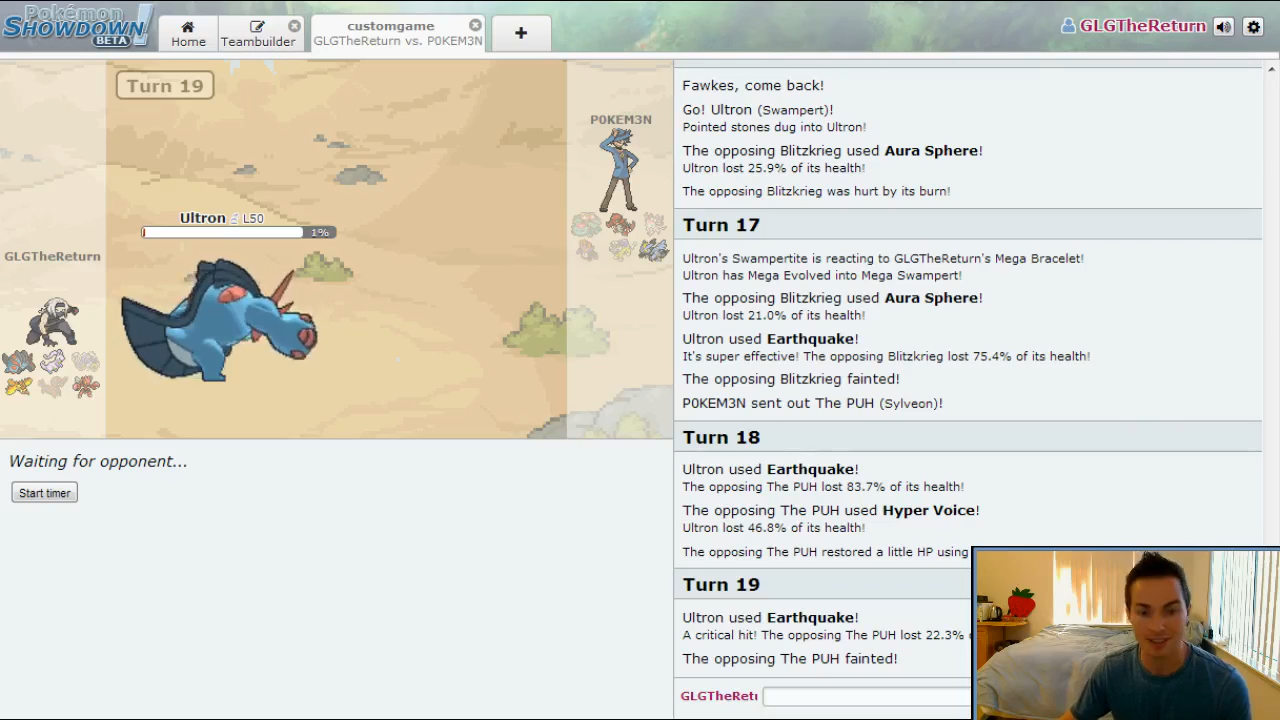 Pokémon
SHOWDOWN!
BETA
Home
Teambuilder
customgame
GLGTheReturn vs. P0KEM3N
+
GLGTheReturn
Turn 19
P0KEM3N
Ultron L50
1%
GLGTheReturn
Waiting for opponent...
Start timer
Fawkes, come back!
Go! Ultron (Swampert)!
Pointed stones dug into Ultron!
The opposing Blitzkrieg used Aura Sphere!
Ultron lost 25.9% of its health!
The opposing Blitzkrieg was hurt by its burn!
Turn 17
Ultron's Swampertite is reacting to GLGTheReturn's Mega Bracelet!
Ultron has Mega Evolved into Mega Swampert!
The opposing Blitzkrieg used Aura Sphere!
Ultron lost 21.0% of its health!
Ultron used Earthquake!
It's super effective! The opposing Blitzkrieg lost 75.4% of its health!
The opposing Blitzkrieg fainted!
P0KEM3N sent out The PUH (Sylveon)!
Turn 18
Ultron used Earthquake!
The opposing The PUH lost 83.7% of its health!
The opposing The PUH used Hyper Voice!
Ultron lost 46.8% of its health!
The opposing The PUH restored a little HP using
Turn 19
Ultron used Earthquake!
A critical hit! The opposing The PUH lost 22.3%
The opposing The PUH fainted!
GLGTheRet